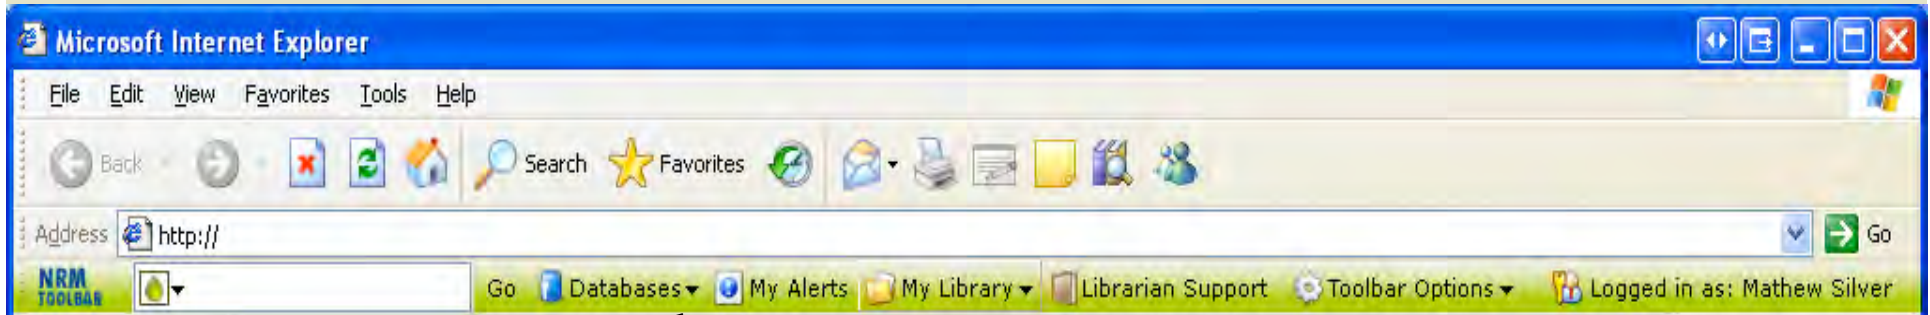 Microsoft Internet Explorer
File Edit View Favorites Tools Help
Back Search Favorites
Address http:// Go
NRM TOOLBAR Go Databases My Alerts My Library Librarian Support Toolbar Options Logged in as: Mathew Silver